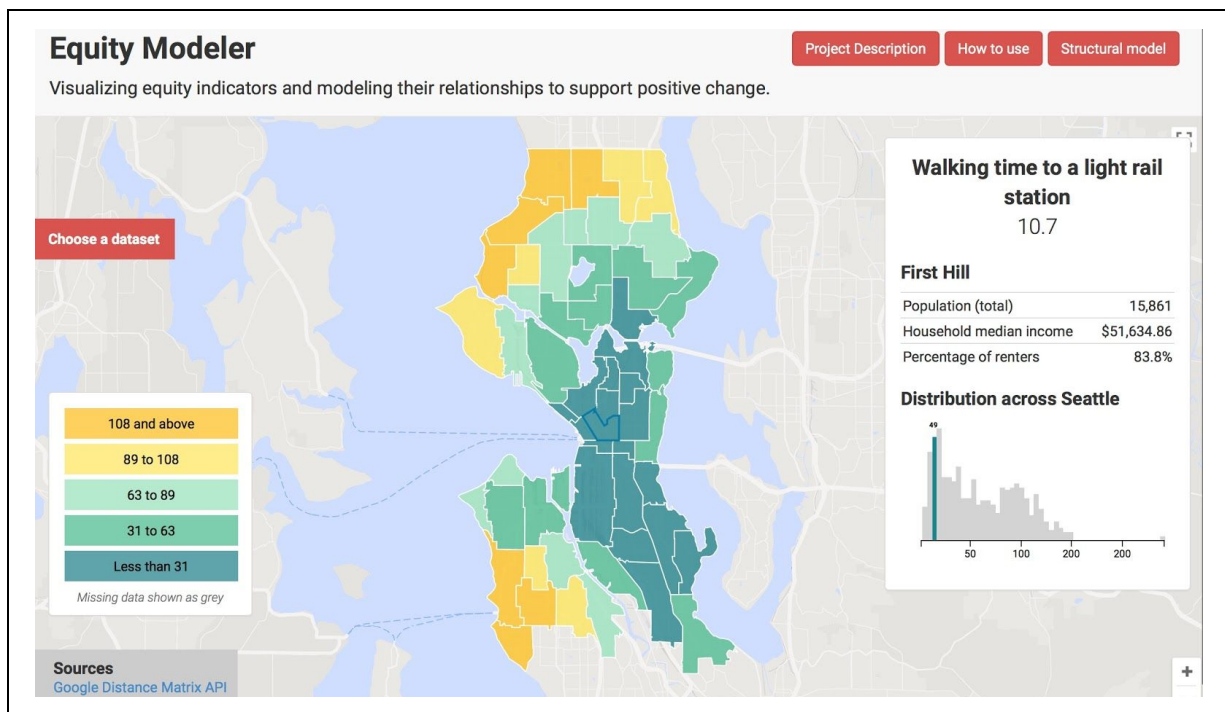 Equity Modeler
Project Description
How to use
Structural model
Visualizing equity indicators and modeling their relationships to support positive change.
Choose a dataset
Walking time to a light rail
station
10.7
First Hill
Population (total) 15,861
Household median income $51,634.86
Percentage of renters 83.8%
Distribution across Seattle
49
50 100 200 200
108 and above
89 to 108
63 to 89
31 to 63
Less than 31
Missing data shown as grey
Sources
Google Distance Matrix API
+